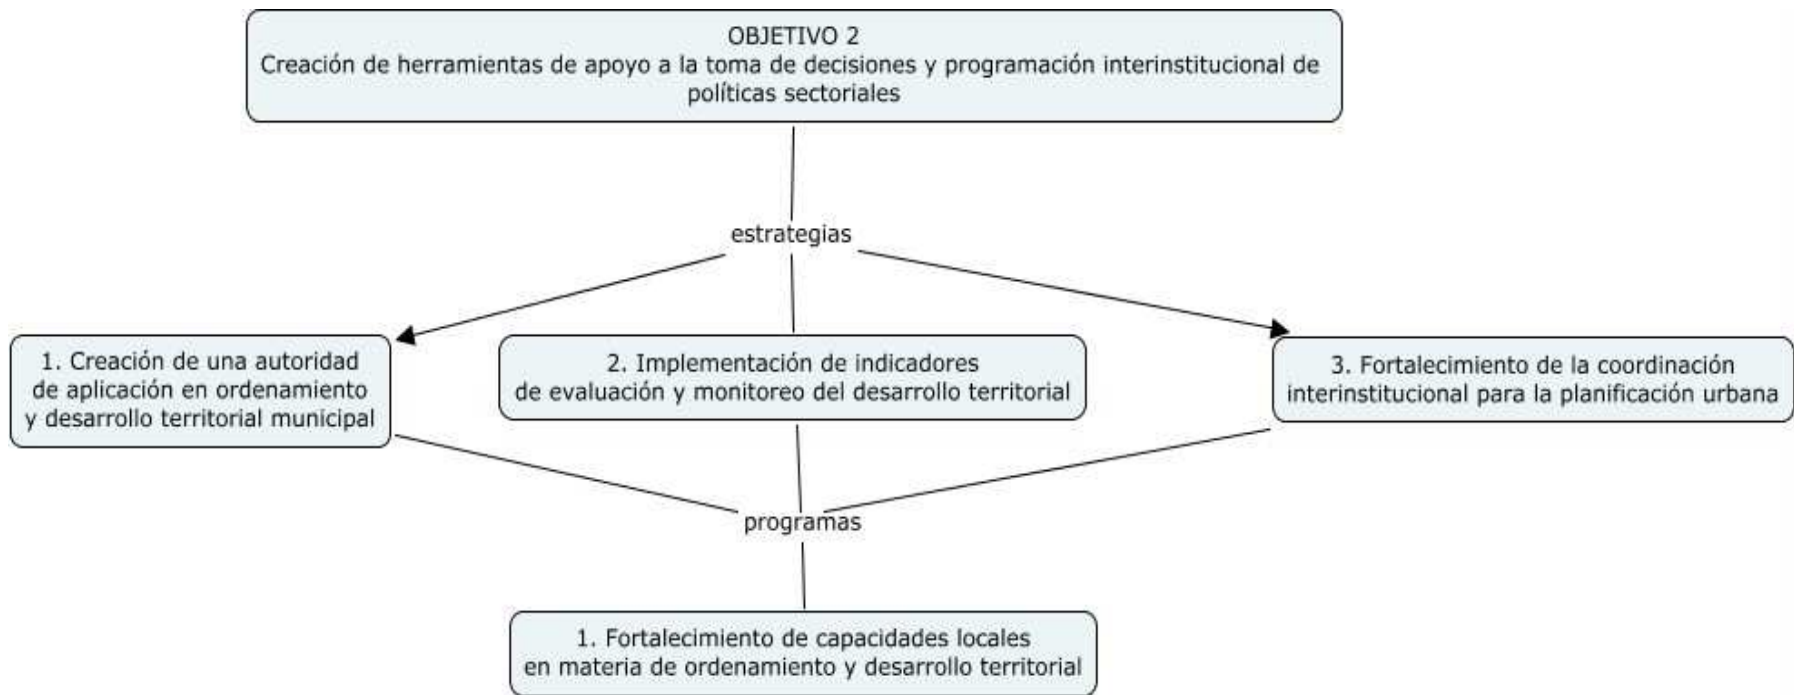 OBJETIVO 2
Creación de herramientas de apoyo a la toma de decisiones y programación interinstitucional de
políticas sectoriales
estrategias
1. Creación de una autoridad
de aplicación en ordenamiento
y desarrollo territorial municipal
2. Implementación de indicadores
de evaluación y monitoreo del desarrollo territorial
3. Fortalecimiento de la coordinación
interinstitucional para la planificación urbana
programas
1. Fortalecimiento de capacidades locales
en materia de ordenamiento y desarrollo territorial